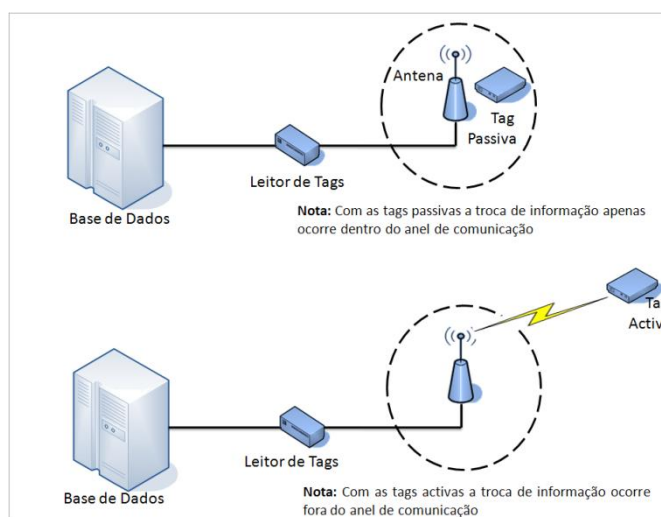 Antena
Tag
Passiva
Leitor de Tags
Base de Dados
Nota: Com as tags passivas a troca de informação apenas
ocorre dentro do anel de comunicação
Ta
Activ
Leitor de Tags
Base de Dados
Nota: Com as tags activas a troca de informação ocorre
fora do anel de comunicação